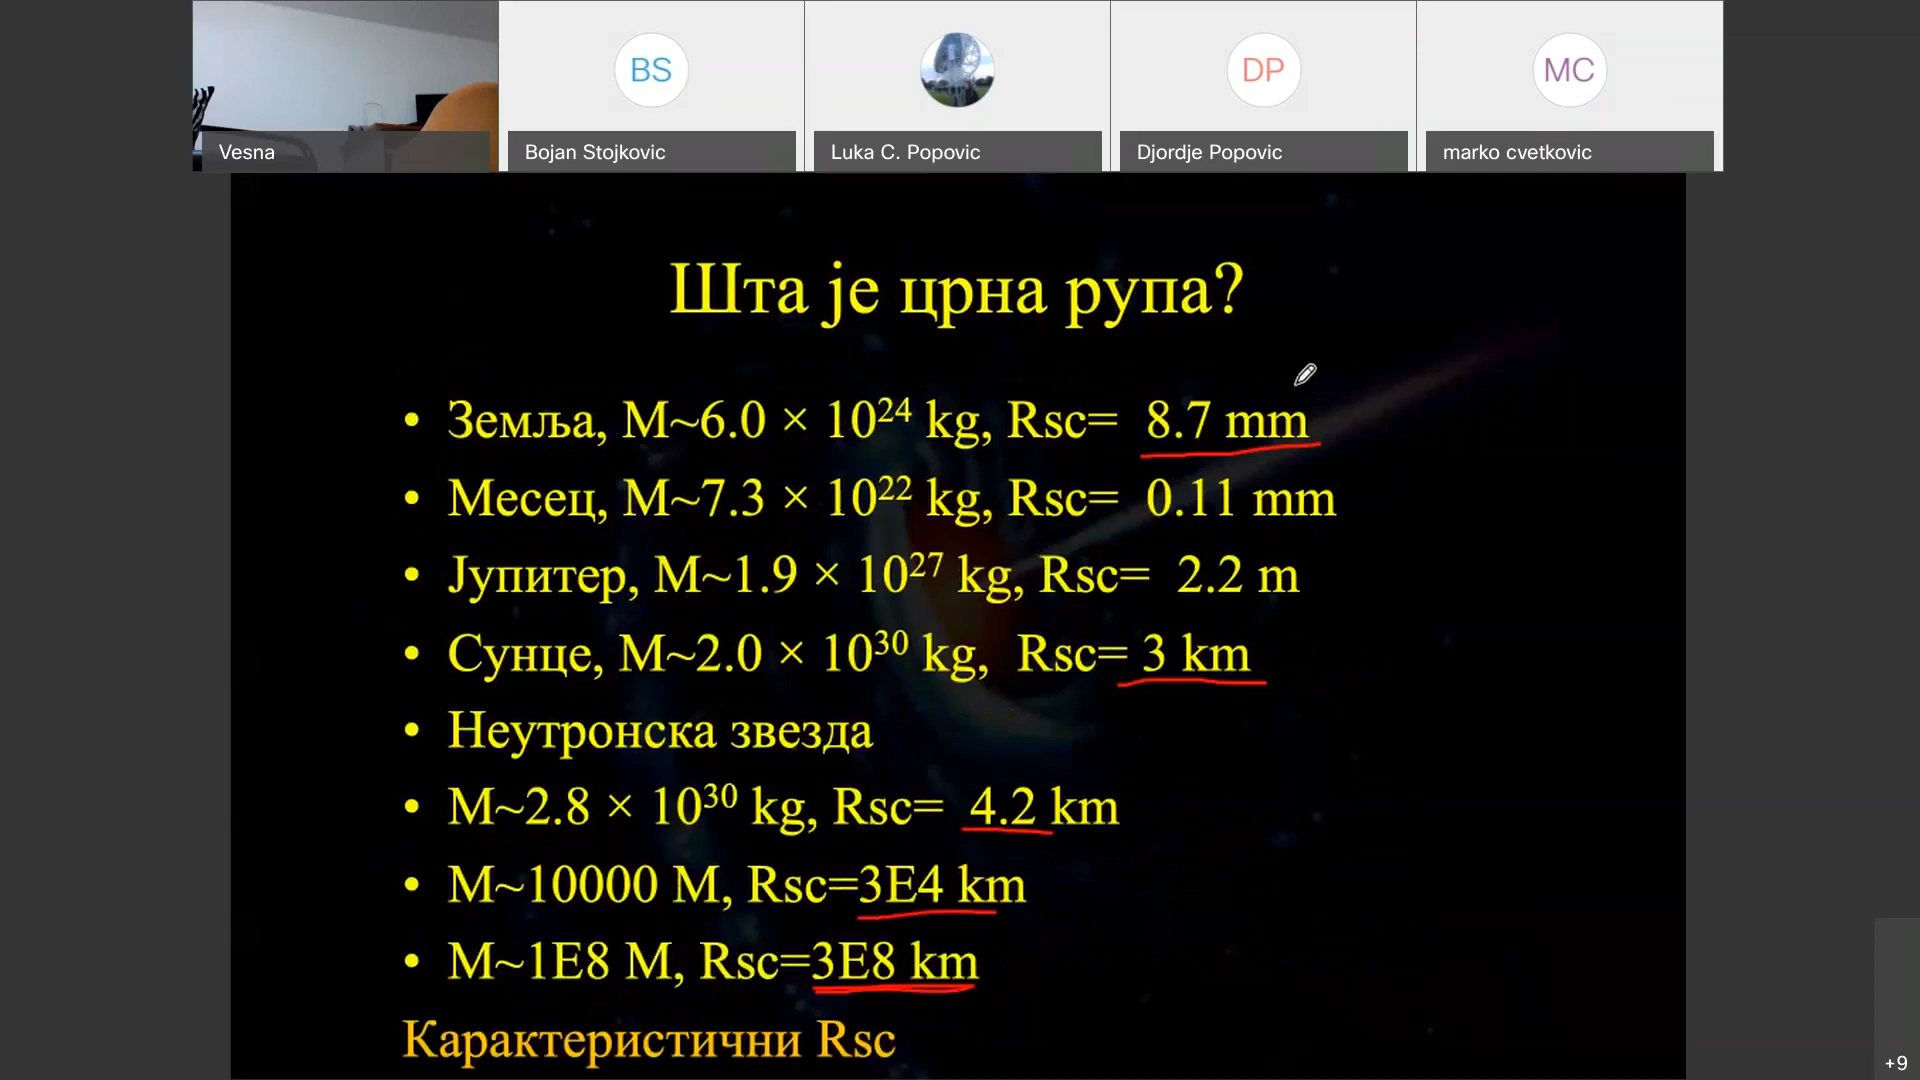 BS
DP
MC
Vesna
Bojan Stojkovic
Luka C. Popovic
Djordje Popovic
marko cvetkovic
Шта је црна рупа?
• Земља, M~6.0 × 10²⁴ kg, Rsc= 8.7 mm
• Месец, M~7.3 × 10²² kg, Rsc= 0.11 mm
• Јупитер, M~1.9 × 10²⁷ kg, Rsc= 2.2 m
• Сунце, M~2.0 × 10³⁰ kg, Rsc= 3 km
• Неутронска звезда
• M~2.8 × 10³⁰ kg, Rsc= 4.2 km
• M~10000 M, Rsc=3E4 km
• M~1E8 M, Rsc=3E8 km
Карактеристични Rsc
+9